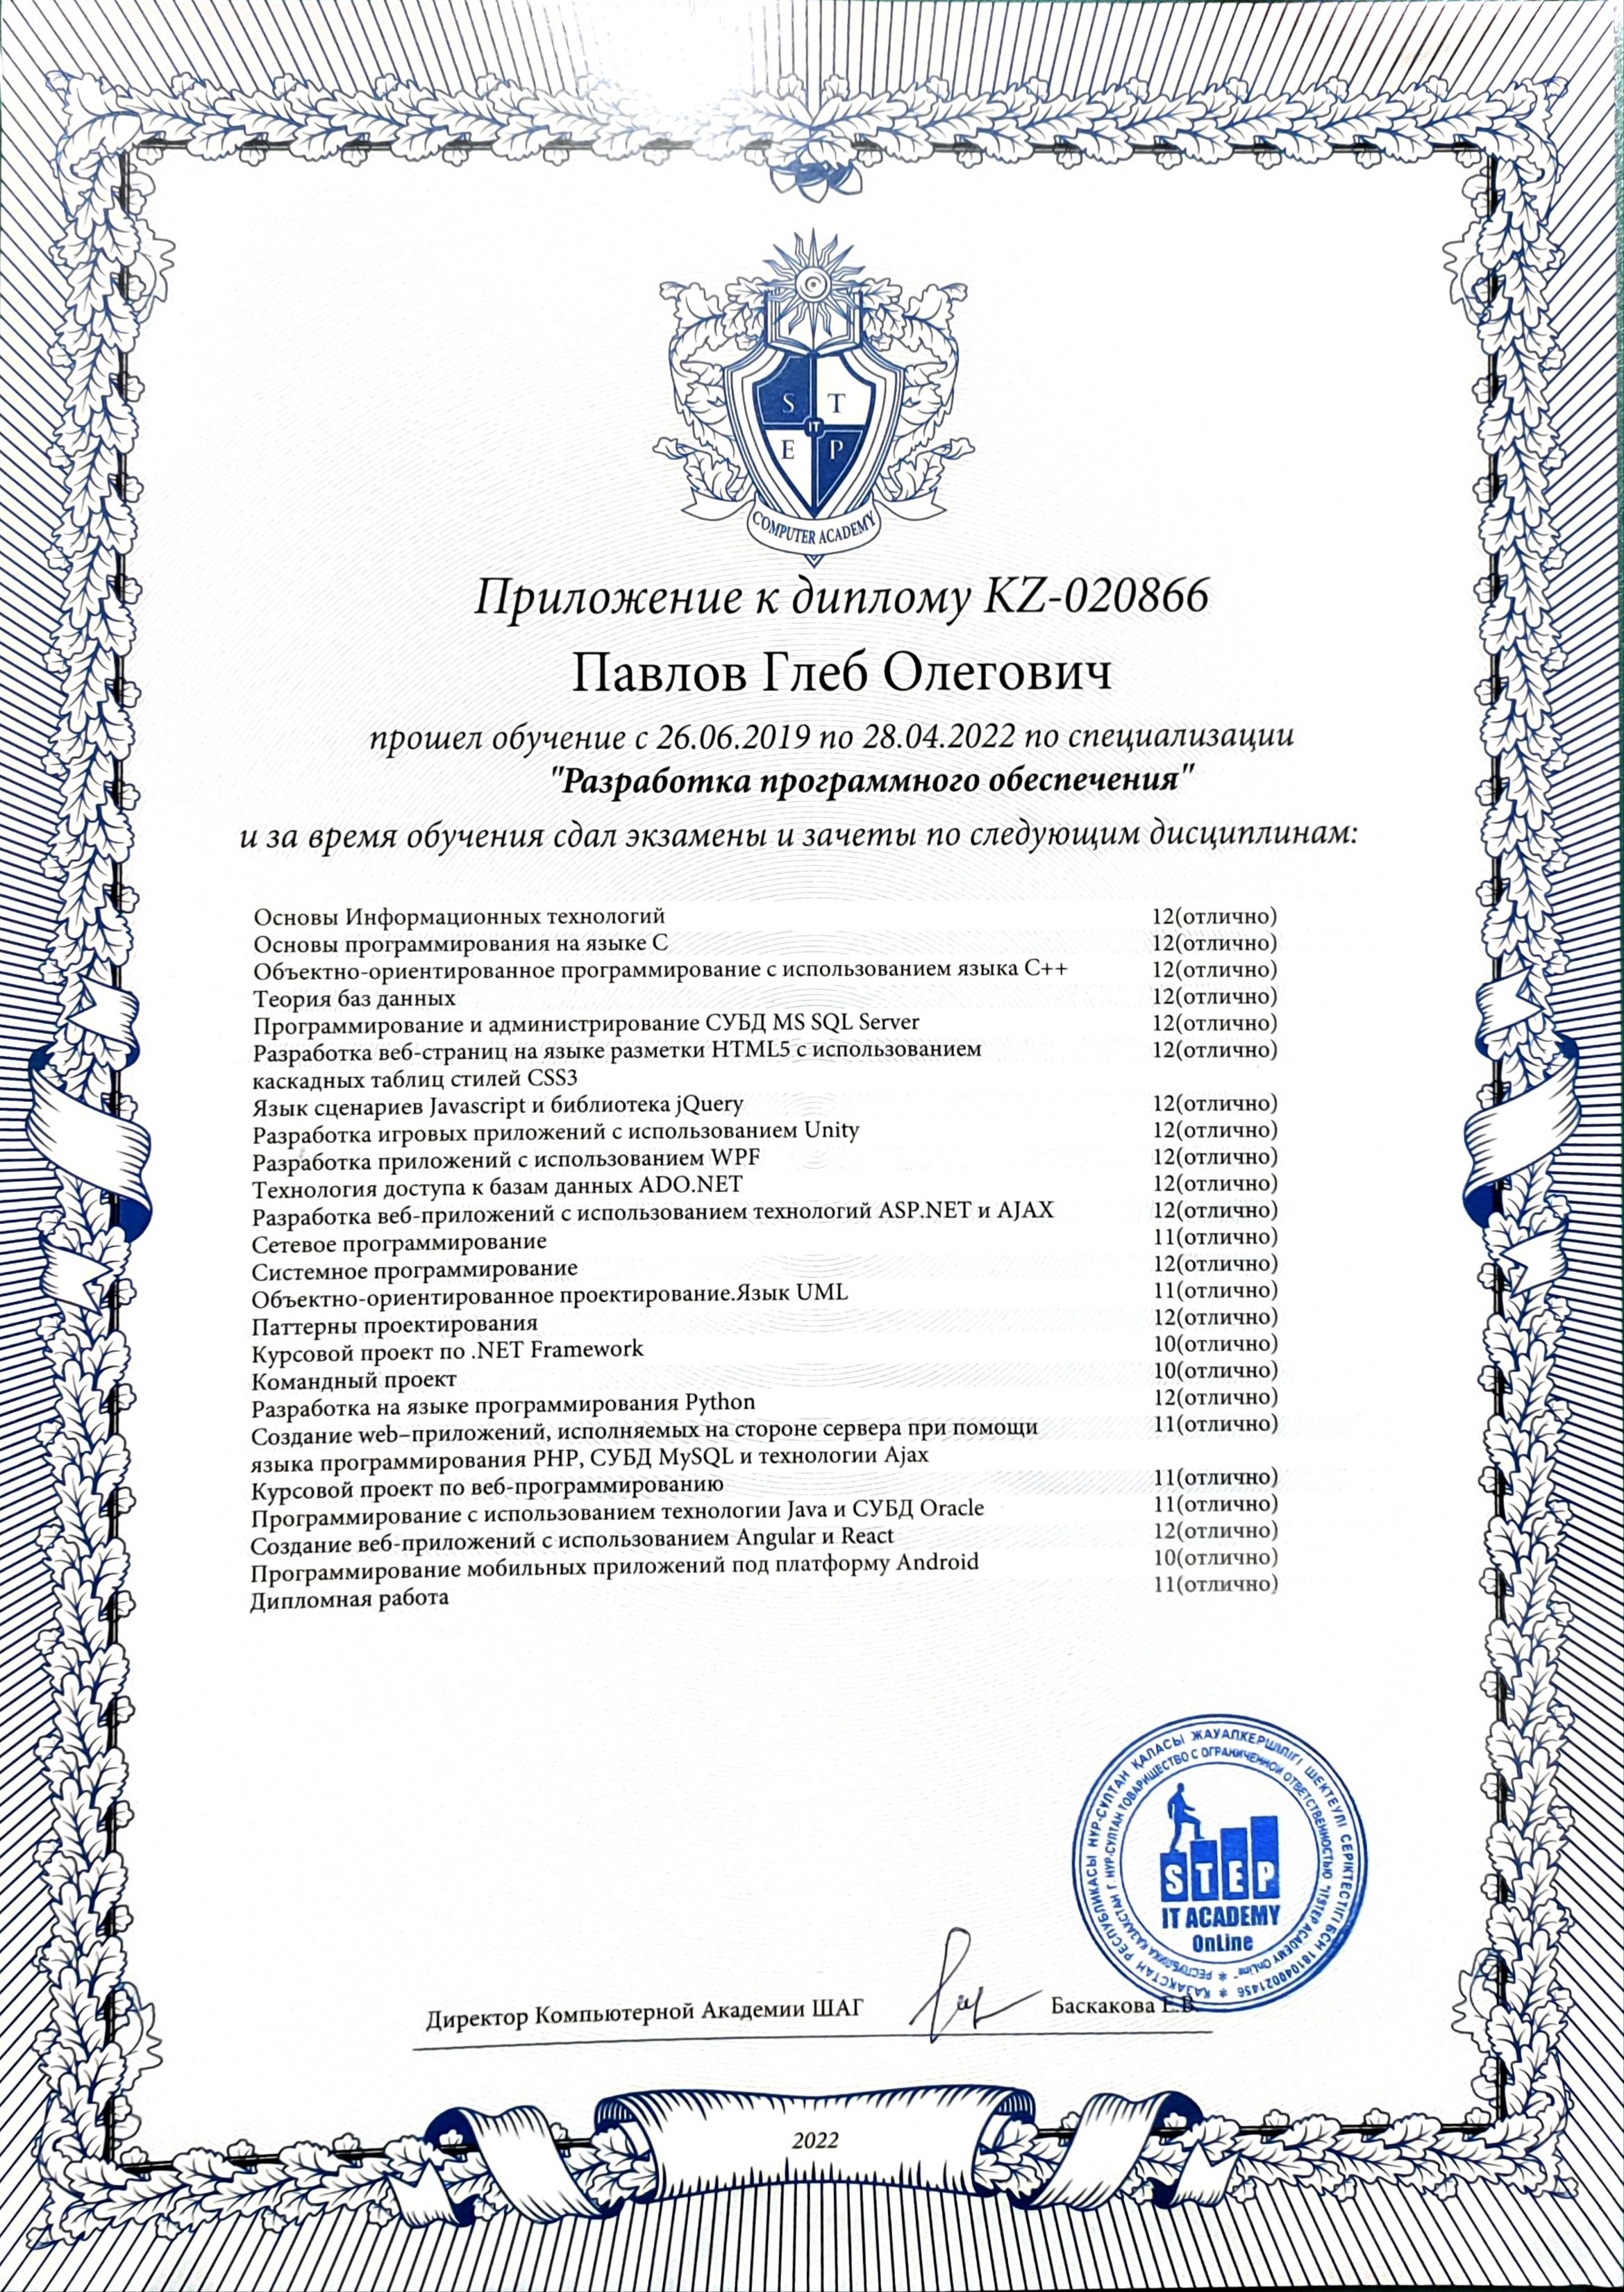 S T
IT
E P
COMPUTER ACADEMY
Приложение к диплому KZ-020866
Павлов Глеб Олегович
прошел обучение с 26.06.2019 по 28.04.2022 по специализации
"Разработка программного обеспечения"
и за время обучения сдал экзамены и зачеты по следующим дисциплинам:
Основы Информационных технологий 12(отлично)
Основы программирования на языке C 12(отлично)
Объектно-ориентированное программирование с использованием языка C++ 12(отлично)
Теория баз данных 12(отлично)
Программирование и администрирование СУБД MS SQL Server 12(отлично)
Разработка веб-страниц на языке разметки HTML5 с использованием 12(отлично)
каскадных таблиц стилей CSS3
Язык сценариев Javascript и библиотека jQuery 12(отлично)
Разработка игровых приложений с использованием Unity 12(отлично)
Разработка приложений с использованием WPF 12(отлично)
Технология доступа к базам данных ADO.NET 12(отлично)
Разработка веб-приложений с использованием технологий ASP.NET и AJAX 12(отлично)
Сетевое программирование 11(отлично)
Системное программирование 12(отлично)
Объектно-ориентированное проектирование.Язык UML 11(отлично)
Паттерны проектирования 12(отлично)
Курсовой проект по .NET Framework 10(отлично)
Командный проект 10(отлично)
Разработка на языке программирования Python 12(отлично)
Создание web–приложений, исполняемых на стороне сервера при помощи 11(отлично)
языка программирования PHP, СУБД MySQL и технологии Ajax
Курсовой проект по веб-программированию 11(отлично)
Программирование с использованием технологии Java и СУБД Oracle 11(отлично)
Создание веб-приложений с использованием Angular и React 12(отлично)
Программирование мобильных приложений под платформу Android 10(отлично)
Дипломная работа 11(отлично)
ҚАЗАҚСТАН РЕСПУБЛИКАСЫ НҰР-СҰЛТАН ҚАЛАСЫ ЖАУАПКЕРШІЛІГІ ШЕКТЕУЛІ СЕРІКТЕСТІГІ БСН 181040021456
РЕСПУБЛИКА КАЗАХСТАН Г. НУР-СУЛТАН ТОВАРИЩЕСТВО С ОГРАНИЧЕННОЙ ОТВЕТСТВЕННОСТЬЮ "ITSTEP ACADEMY OnLine"
STEP
IT ACADEMY
OnLine
Директор Компьютерной Академии ШАГ Баскакова Е.В.
2022